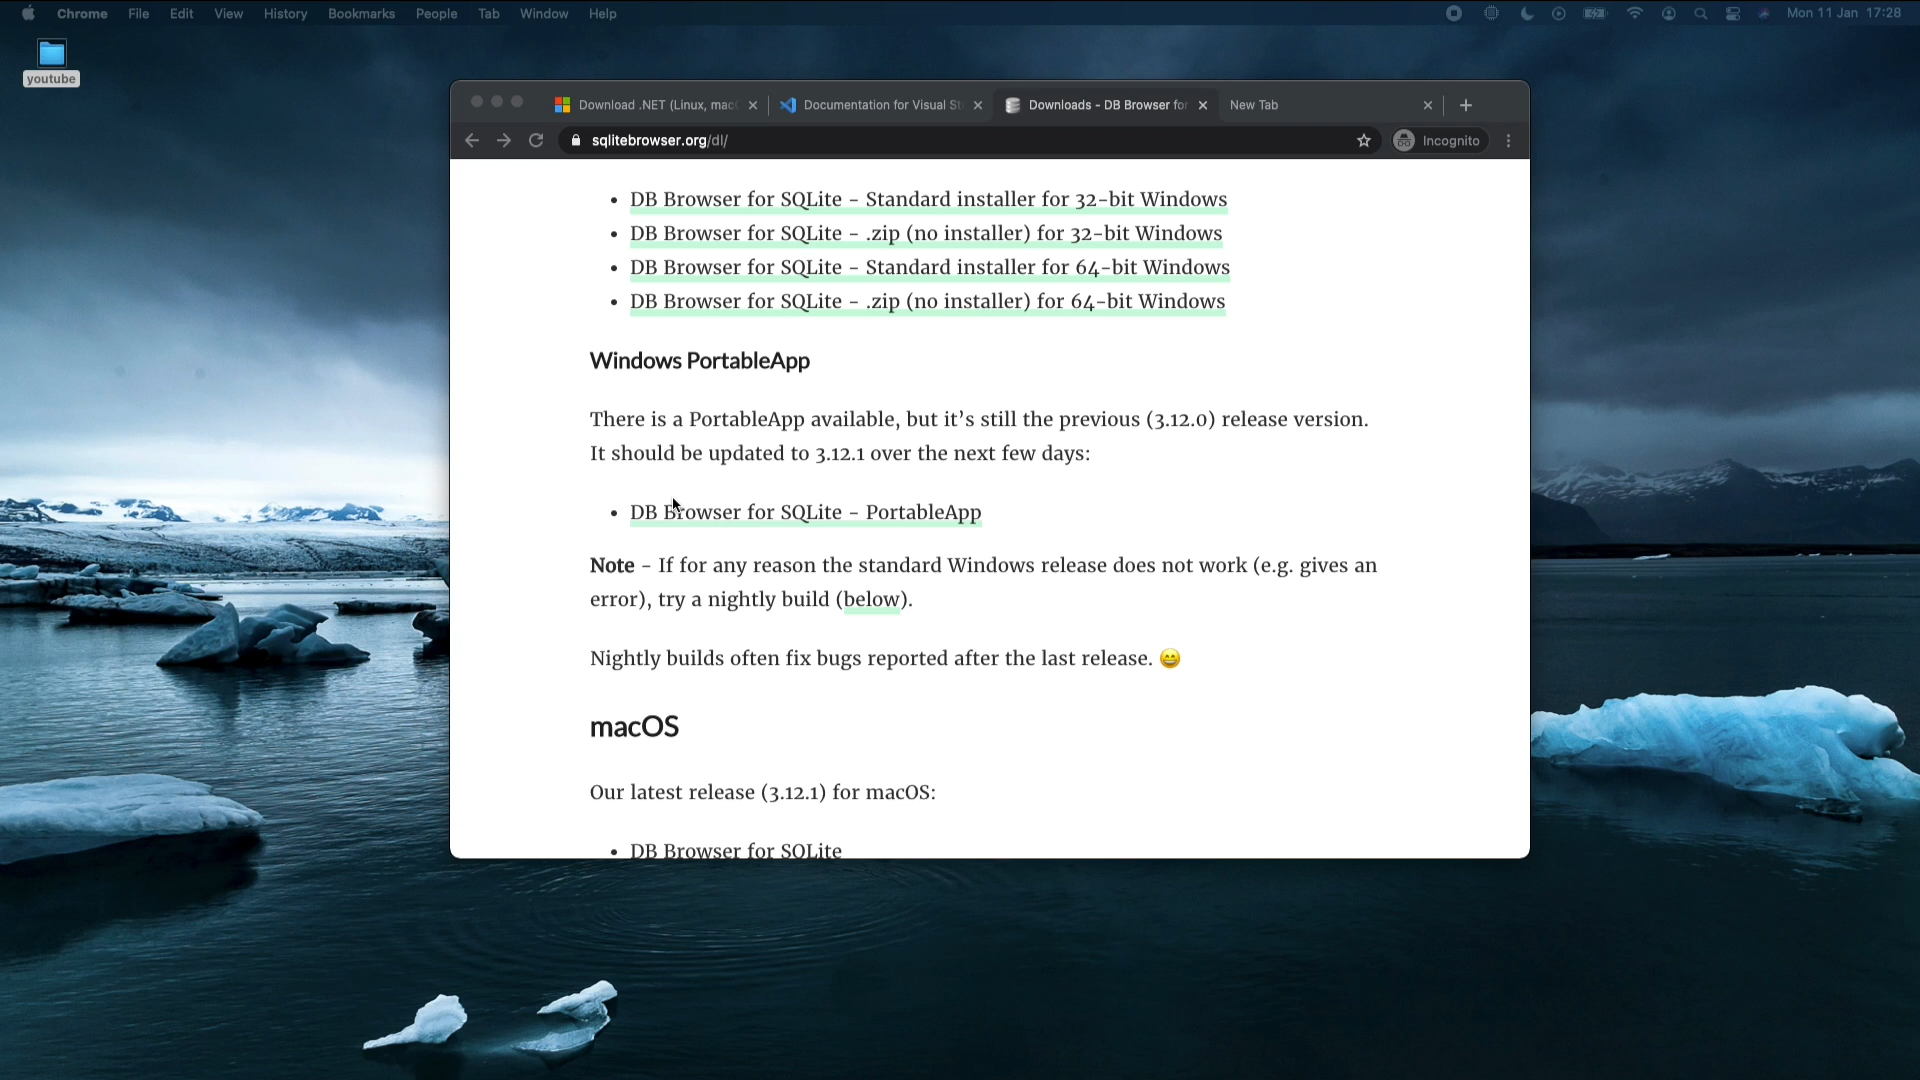 Chrome File Edit View History Bookmarks People Tab Window Help Mon 11 Jan 17:28
youtube
Download .NET (Linux, mac Documentation for Visual St Downloads - DB Browser for New Tab
sqlitebrowser.org/dl/ Incognito
• DB Browser for SQLite - Standard installer for 32-bit Windows
• DB Browser for SQLite - .zip (no installer) for 32-bit Windows
• DB Browser for SQLite - Standard installer for 64-bit Windows
• DB Browser for SQLite - .zip (no installer) for 64-bit Windows
Windows PortableApp
There is a PortableApp available, but it’s still the previous (3.12.0) release version.
It should be updated to 3.12.1 over the next few days:
• DB Browser for SQLite - PortableApp
Note - If for any reason the standard Windows release does not work (e.g. gives an
error), try a nightly build (below).
Nightly builds often fix bugs reported after the last release. 😄
macOS
Our latest release (3.12.1) for macOS:
• DB Browser for SQLite